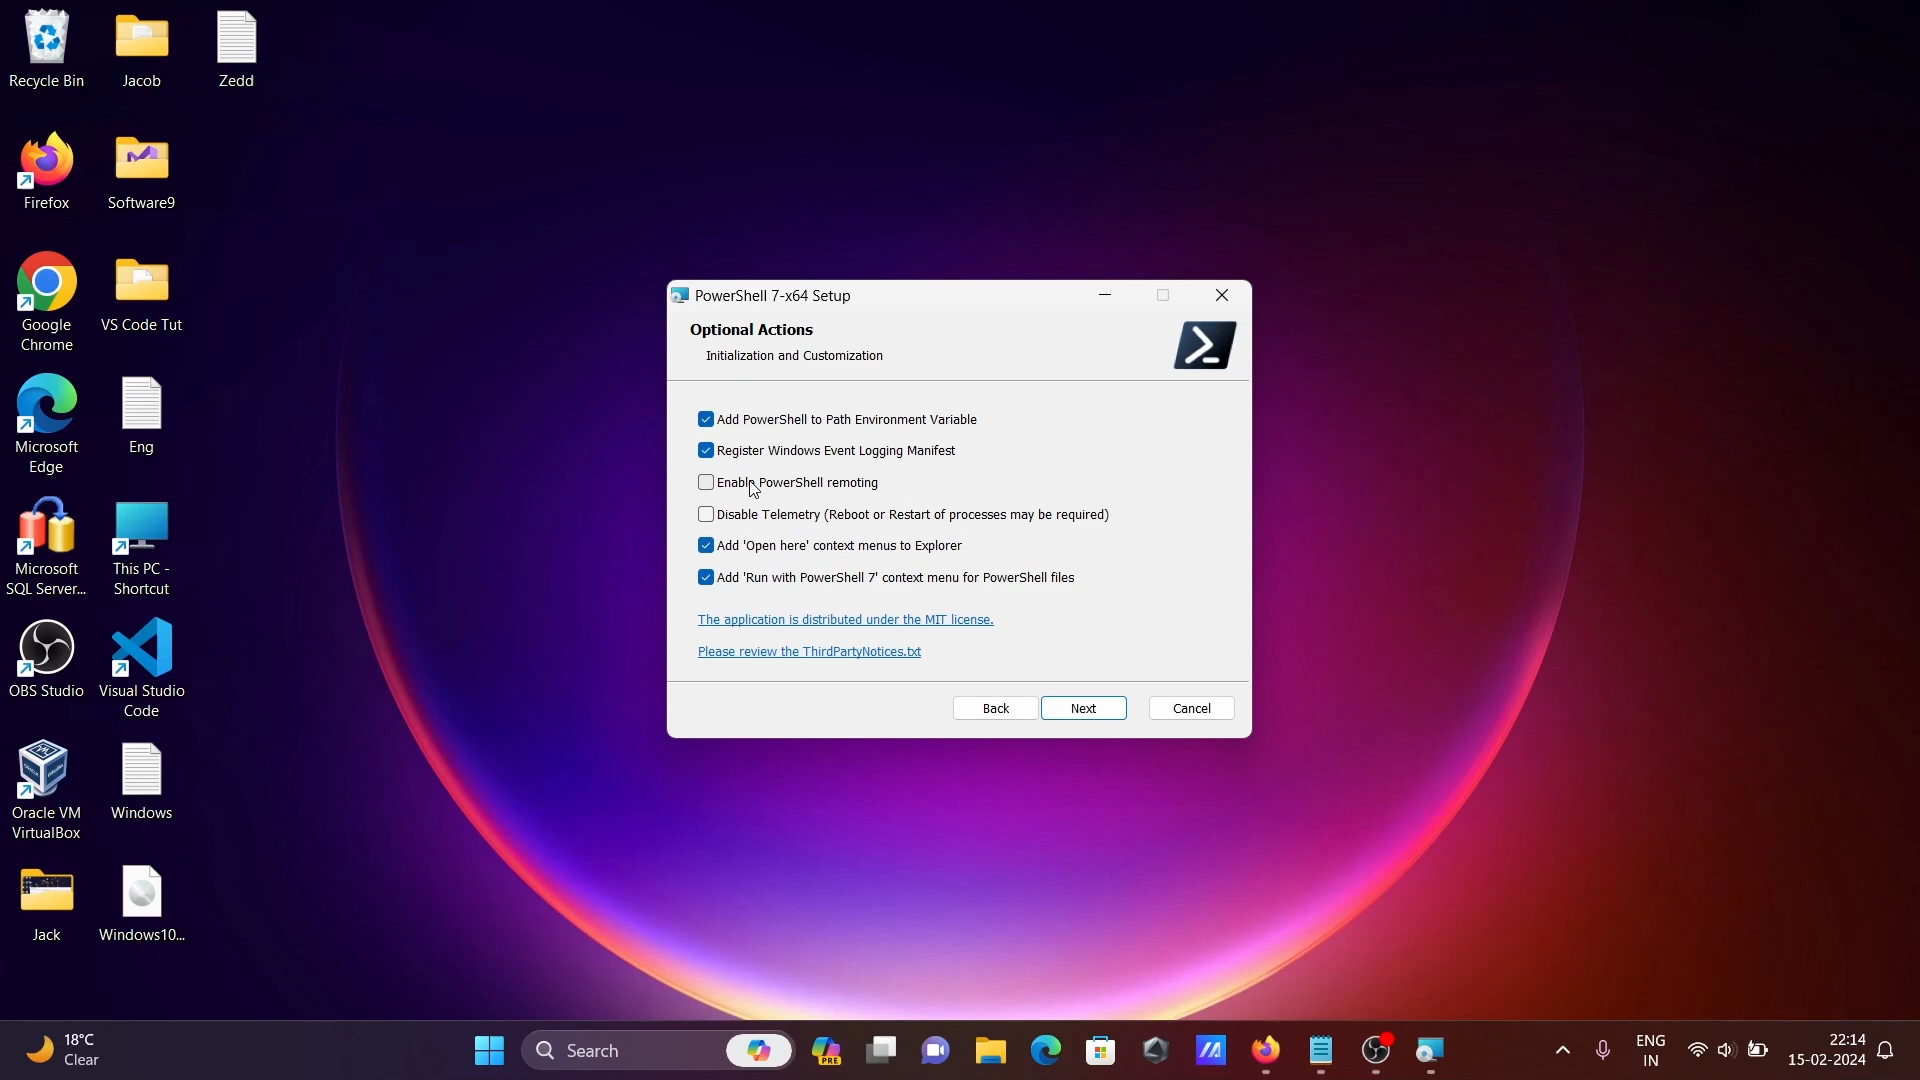 Recycle Bin
Jacob
Zedd
Firefox
Software9
Google
Chrome
VS Code Tut
Microsoft
Edge
Eng
Microsoft
SQL Server...
This PC -
Shortcut
OBS Studio
Visual Studio
Code
Oracle VM
VirtualBox
Windows
Jack
Windows10...
PowerShell 7-x64 Setup
Optional Actions
Initialization and Customization
Add PowerShell to Path Environment Variable
Register Windows Event Logging Manifest
Enable PowerShell remoting
Disable Telemetry (Reboot or Restart of processes may be required)
Add 'Open here' context menus to Explorer
Add 'Run with PowerShell 7' context menu for PowerShell files
The application is distributed under the MIT license.
Please review the ThirdPartyNotices.txt
Back
Next
Cancel
18°C
Clear
Search
PRE
ENG
IN
22:14
15-02-2024